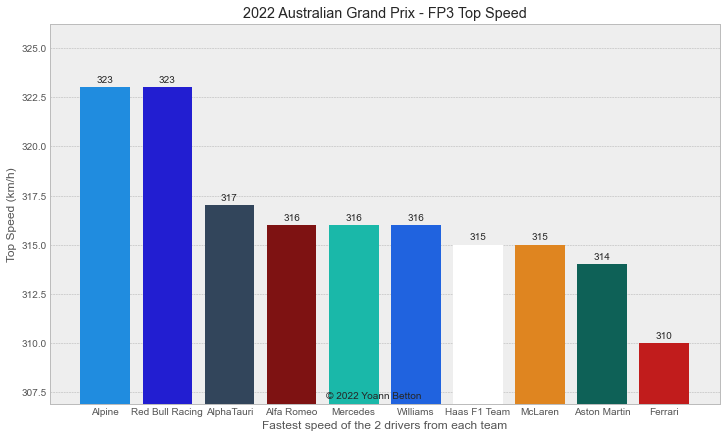 2022 Australian Grand Prix - FP3 Top Speed
Top Speed (km/h)
325.0
322.5
320.0
317.5
315.0
312.5
310.0
307.5
323
323
317
316
316
316
315
315
314
310
© 2022 Yoann Betton
Alpine
Red Bull Racing
AlphaTauri
Alfa Romeo
Mercedes
Williams
Haas F1 Team
McLaren
Aston Martin
Ferrari
Fastest speed of the 2 drivers from each team